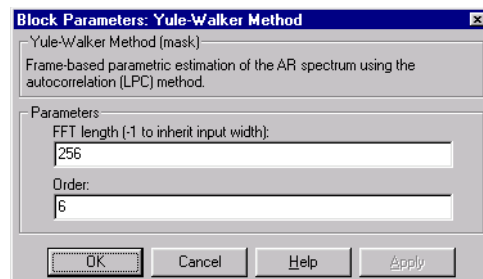 Block Parameters: Yule-Walker Method
Yule-Walker Method (mask)
Frame-based parametric estimation of the AR spectrum using the
autocorrelation (LPC) method.
Parameters
FFT length (-1 to inherit input width):
256
Order:
6
OK Cancel Help Apply